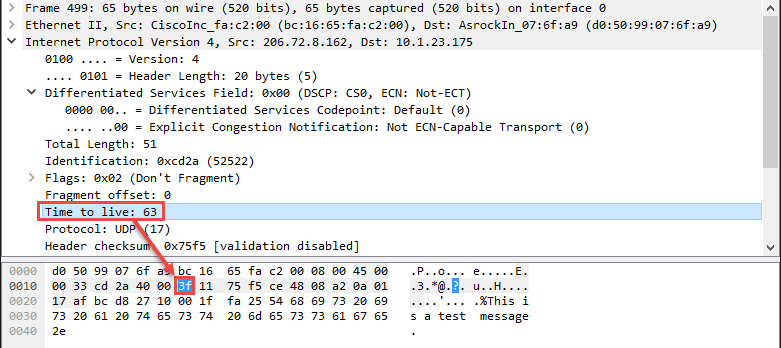 Frame 499: 65 bytes on wire (520 bits), 65 bytes captured (520 bits) on interface 0
Ethernet II, Src: CiscoInc_fa:c2:00 (bc:16:65:fa:c2:00), Dst: AsrockIn_07:6f:a9 (d0:50:99:07:6f:a9)
Internet Protocol Version 4, Src: 206.72.8.162, Dst: 10.1.23.175
0100 .... = Version: 4
.... 0101 = Header Length: 20 bytes (5)
Differentiated Services Field: 0x00 (DSCP: CS0, ECN: Not-ECT)
0000 00.. = Differentiated Services Codepoint: Default (0)
.... ..00 = Explicit Congestion Notification: Not ECN-Capable Transport (0)
Total Length: 51
Identification: 0xcd2a (52522)
Flags: 0x02 (Don't Fragment)
Fragment offset: 0
Time to live: 63
Protocol: UDP (17)
Header checksum: 0x75f5 [validation disabled]
0000 d0 50 99 07 6f a9 bc 16 65 fa c2 00 08 00 45 00 .P..o... e.....E.
0010 00 33 cd 2a 40 00 3f 11 75 f5 ce 48 08 a2 0a 01 .3.*@.?. u..H....
0020 17 af bc d8 27 10 00 1f fa 25 54 68 69 73 20 69 ....'... .%This i
0030 73 20 61 20 74 65 73 74 20 6d 65 73 73 61 67 65 s a test message
0040 2e .